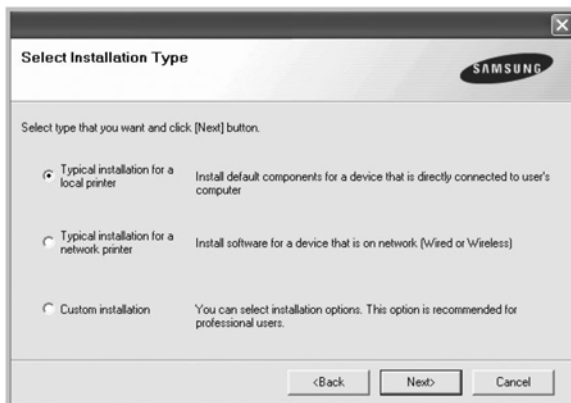 Select Installation Type
SAMSUNG
Select type that you want and click [Next] button.
Typical installation for a
local printer
Install default components for a device that is directly connected to user's
computer
Typical installation for a
network printer
Install software for a device that is on network (Wired or Wireless)
Custom installation
You can select installation options. This option is recommended for
professional users.
<Back
Next>
Cancel